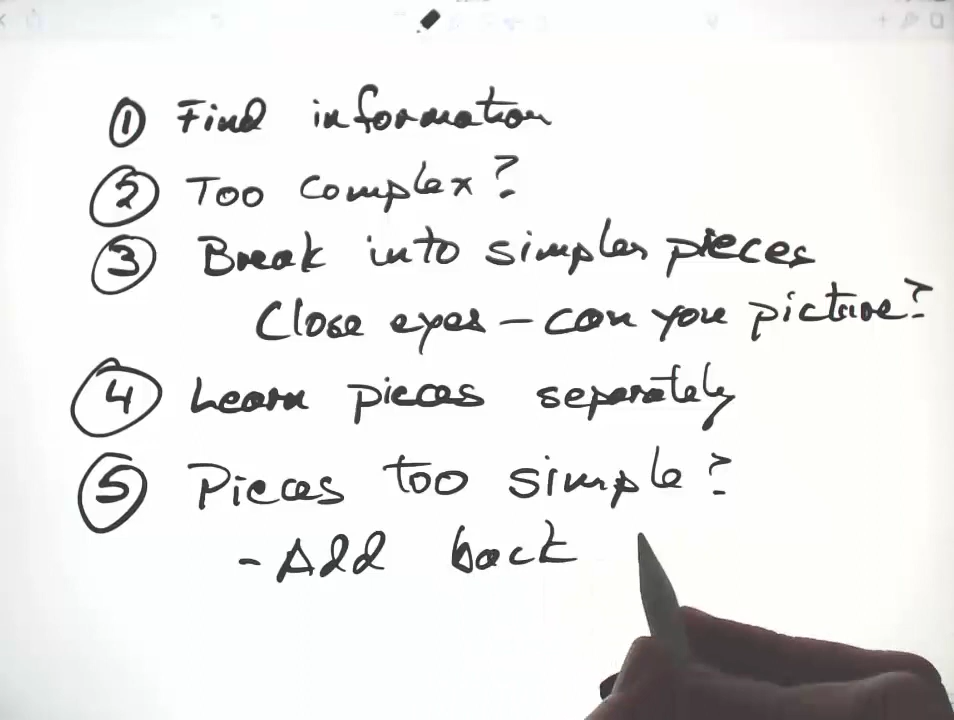 ① Find information
② Too complex?
③ Break into simpler pieces
Close eyes - can you picture?
④ Learn pieces separately
⑤ Pieces too simple?
- Add back